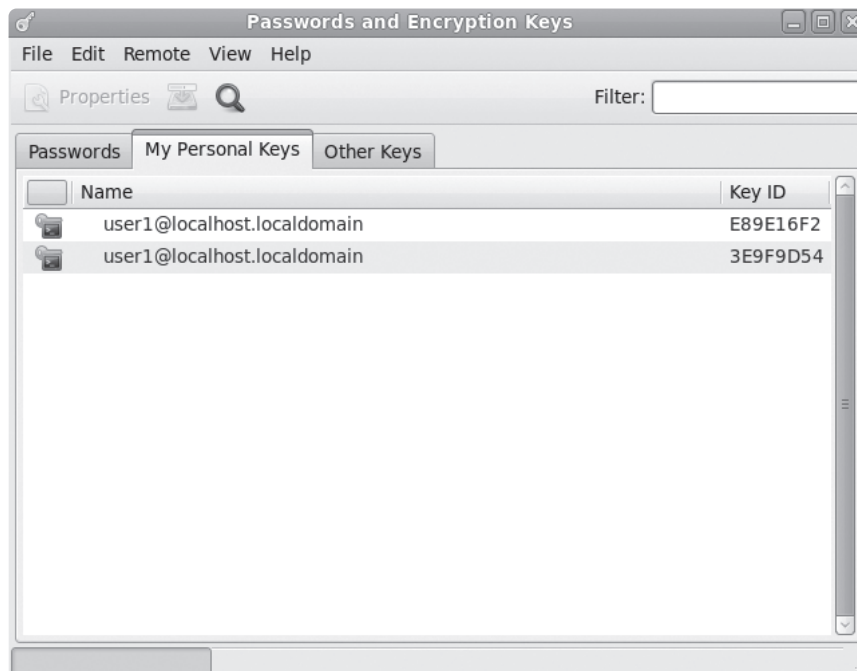 Passwords and Encryption Keys
File Edit Remote View Help
Properties Filter:
Passwords My Personal Keys Other Keys
Name Key ID
user1@localhost.localdomain E89E16F2
user1@localhost.localdomain 3E9F9D54